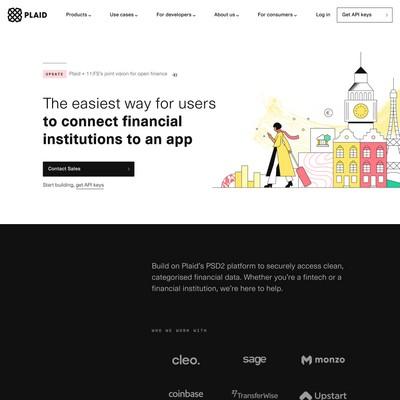 PLAID
Products
Use cases
For developers
About us
For consumers
Log in
Get API keys
UPDATE
Plaid + 11:FS's joint vision for open finance
The easiest way for users
to connect financial
institutions to an app
Contact Sales
Start building, get API keys
Build on Plaid's PSD2 platform to securely access clean,
categorised financial data. Whether you're a fintech or a
financial institution, we're here to help.
WHO WE WORK WITH
cleo.
sage
monzo
coinbase
TransferWise
Upstart